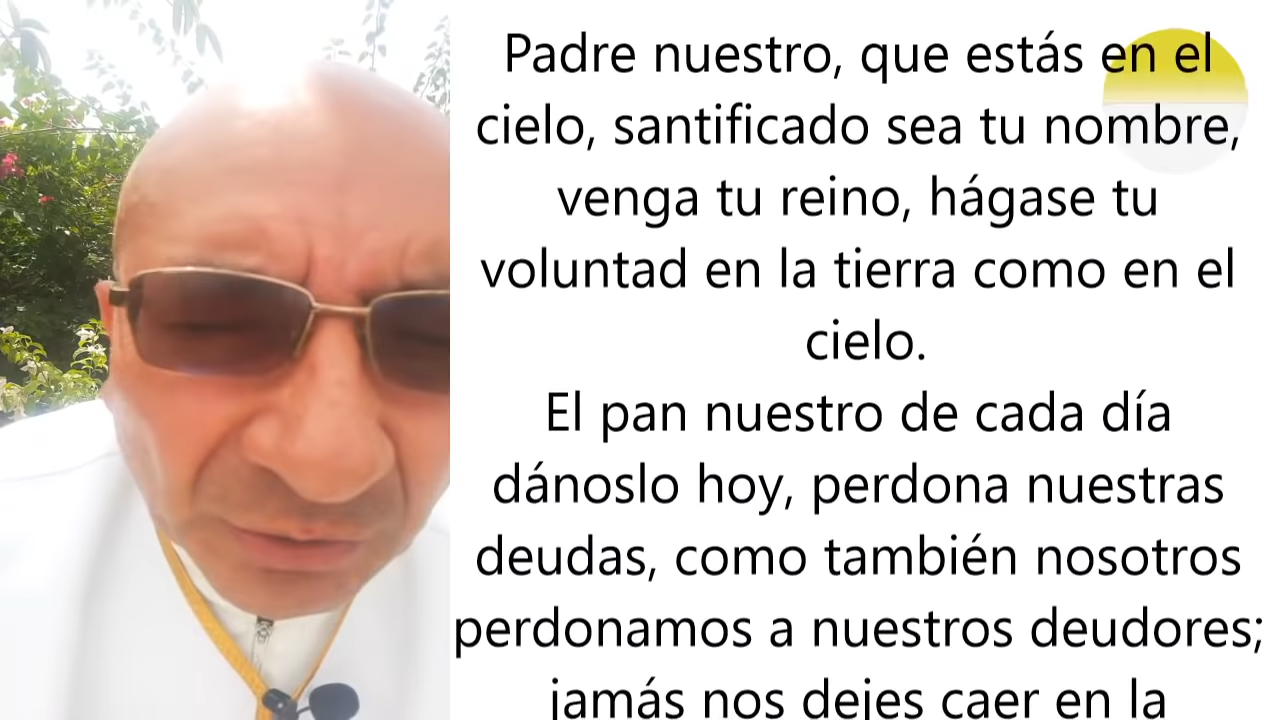 Padre nuestro, que estás en el
cielo, santificado sea tu nombre,
venga tu reino, hágase tu
voluntad en la tierra como en el
cielo.
El pan nuestro de cada día
dánoslo hoy, perdona nuestras
deudas, como también nosotros
perdonamos a nuestros deudores;
jamás nos dejes caer en la